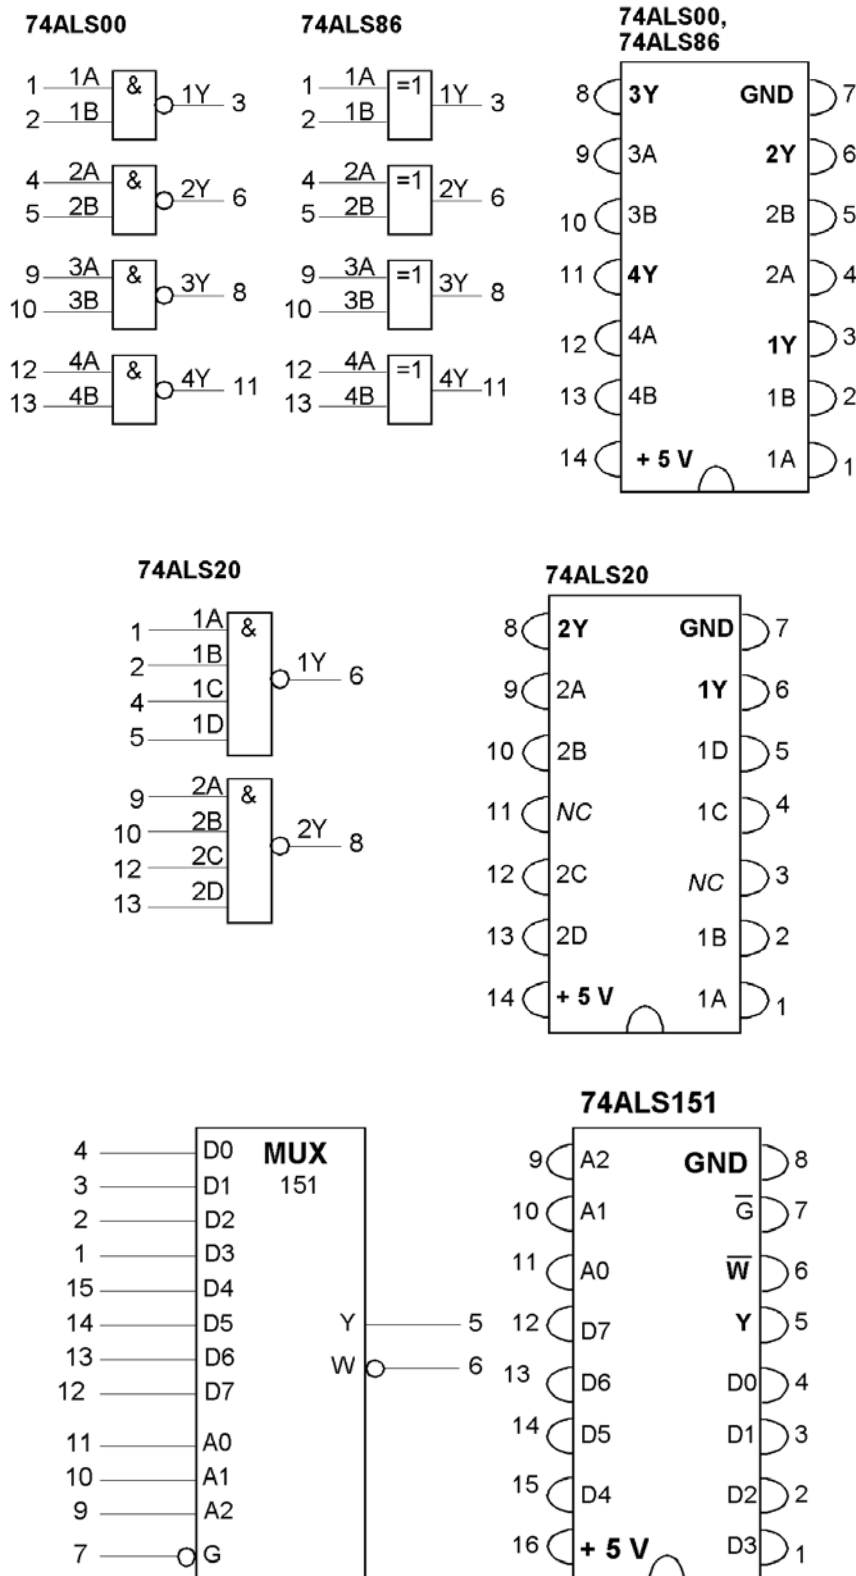 74ALS00
1 1A & 1Y 3
2 1B
4 2A & 2Y 6
5 2B
9 3A & 3Y 8
10 3B
12 4A & 4Y 11
13 4B
74ALS86
1 1A =1 1Y 3
2 1B
4 2A =1 2Y 6
5 2B
9 3A =1 3Y 8
10 3B
12 4A =1 4Y 11
13 4B
74ALS00,
74ALS86
8 3Y GND 7
9 3A 2Y 6
10 3B 2B 5
11 4Y 2A 4
12 4A 1Y 3
13 4B 1B 2
14 + 5 V 1A 1
74ALS20
1 1A &
2 1B 1Y 6
4 1C
5 1D
9 2A &
10 2B 2Y 8
12 2C
13 2D
74ALS20
8 2Y GND 7
9 2A 1Y 6
10 2B 1D 5
11 NC 1C 4
12 2C NC 3
13 2D 1B 2
14 + 5 V 1A 1
4 D0 MUX
3 D1 151
2 D2
1 D3
15 D4
14 D5 Y 5
13 D6 W 6
12 D7
11 A0
10 A1
9 A2
7 G
74ALS151
9 A2 GND 8
10 A1 G̅ 7
11 A0 W̅ 6
12 D7 Y 5
13 D6 D0 4
14 D5 D1 3
15 D4 D2 2
16 + 5 V D3 1